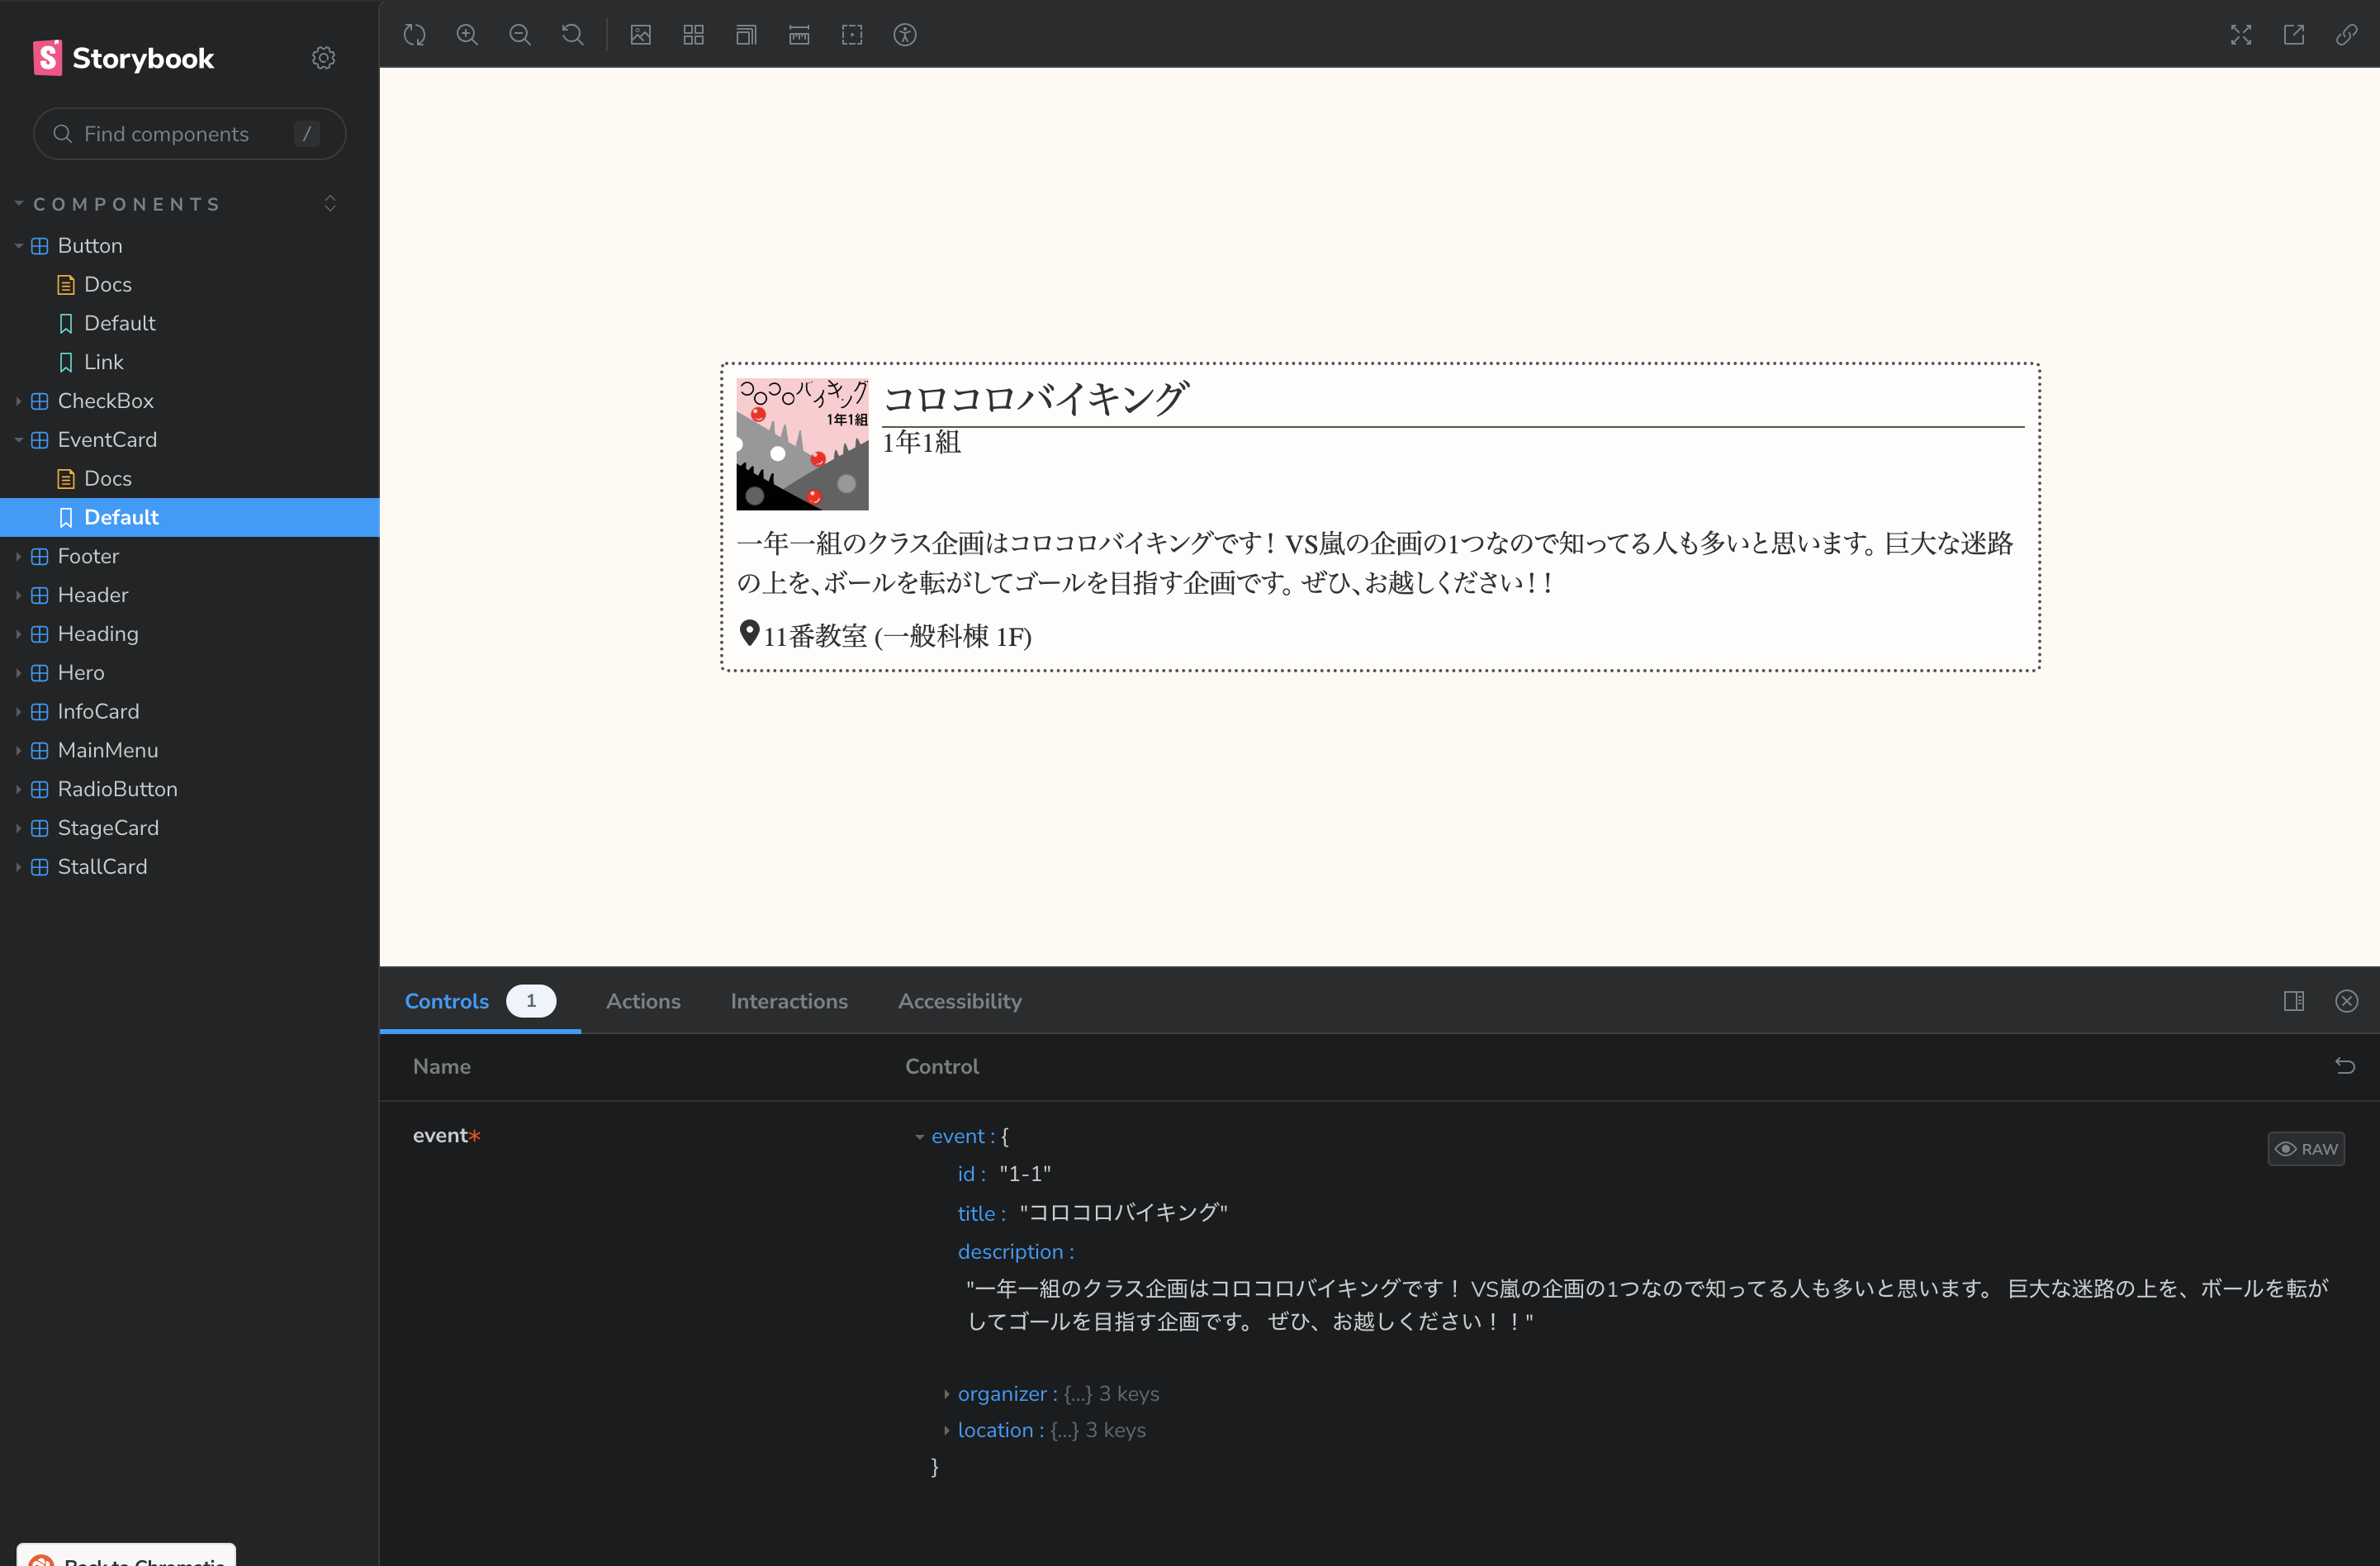 Storybook
Find components /
COMPONENTS
Button
Docs
Default
Link
CheckBox
EventCard
Docs
Default
Footer
Header
Heading
Hero
InfoCard
MainMenu
RadioButton
StageCard
StallCard
Back to Chromatic
コロコロバイキング
1年1組
コロコロバイキング
1年1組
一年一組のクラス企画はコロコロバイキングです！ VS嵐の企画の1つなので知ってる人も多いと思います。 巨大な迷路
の上を、ボールを転がしてゴールを目指す企画です。 ぜひ、お越しください！！
11番教室 (一般科棟 1F)
Controls 1 Actions Interactions Accessibility
Name Control
event*
event : {
RAW
id : "1-1"
title : "コロコロバイキング"
description :
"一年一組のクラス企画はコロコロバイキングです！ VS嵐の企画の1つなので知ってる人も多いと思います。 巨大な迷路の上を、ボールを転が
してゴールを目指す企画です。 ぜひ、お越しください！！"
organizer : {...} 3 keys
location : {...} 3 keys
}